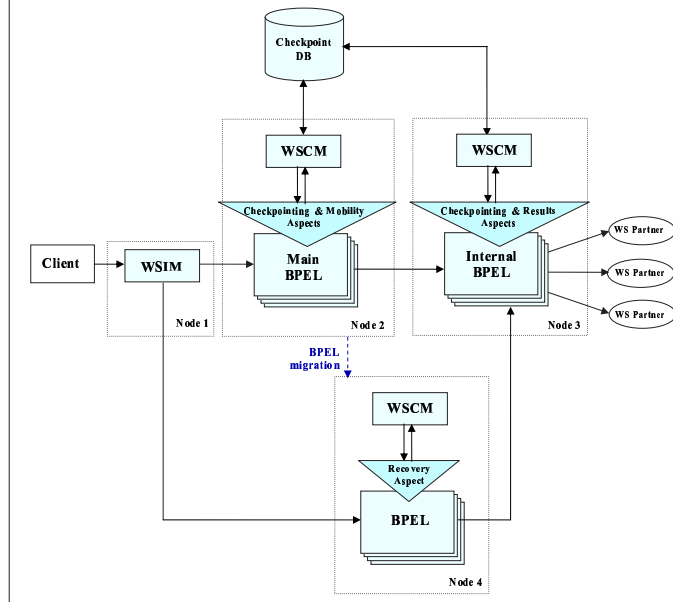 Checkpoint
DB
WSCM
WSCM
Checkpointing & Mobility
Aspects
Checkpointing & Results
Aspects
Client
WSIM
Main
BPEL
Internal
BPEL
WS Partner
WS Partner
WS Partner
Node 1
Node 2
Node 3
BPEL
migration
WSCM
Recovery
Aspect
BPEL
Node 4